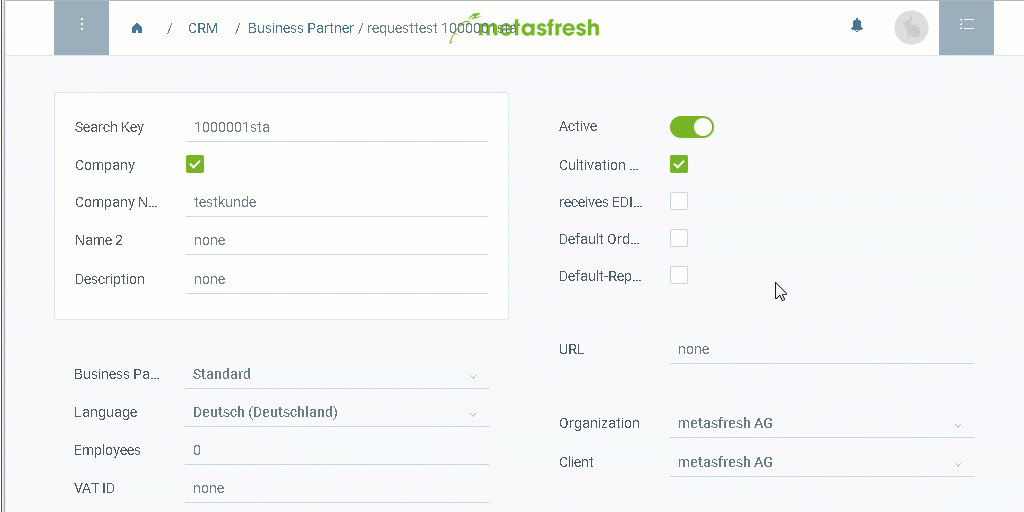 / CRM / Business Partner / requesttest 1000001sta
metasfresh
Search Key 1000001sta
Company
Company N... testkunde
Name 2 none
Description none
Active
Cultivation ...
receives EDI...
Default Ord...
Default-Rep...
Business Pa... Standard
Language Deutsch (Deutschland)
Employees 0
VAT ID none
URL none
Organization metasfresh AG
Client metasfresh AG